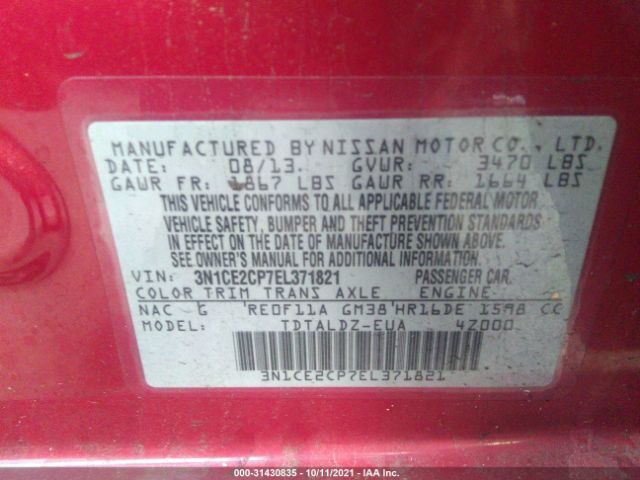 MANUFACTURED BY NISSAN MOTOR CO., LTD.
DATE: 08/13. GVWR: 3470 LBS
GAWR FR: 1867 LBS GAWR RR: 1664 LBS
THIS VEHICLE CONFORMS TO ALL APPLICABLE FEDERAL MOTOR
VEHICLE SAFETY, BUMPER AND THEFT PREVENTION STANDARDS
IN EFFECT ON THE DATE OF MANUFACTURE SHOWN ABOVE.
SEE OWNER'S MANUAL FOR ADDITIONAL INFORMATION.
VIN: 3N1CE2CP7EL371821 PASSENGER CAR.
COLOR TRIM TRANS AXLE ENGINE
NAC G RE0F11A GM38 HR16DE 1598 CC
MODEL: TDTALDZ-EUA 4Z000
3N1CE2CP7EL371821
000-31430835 - 10/11/2021 - IAA Inc.